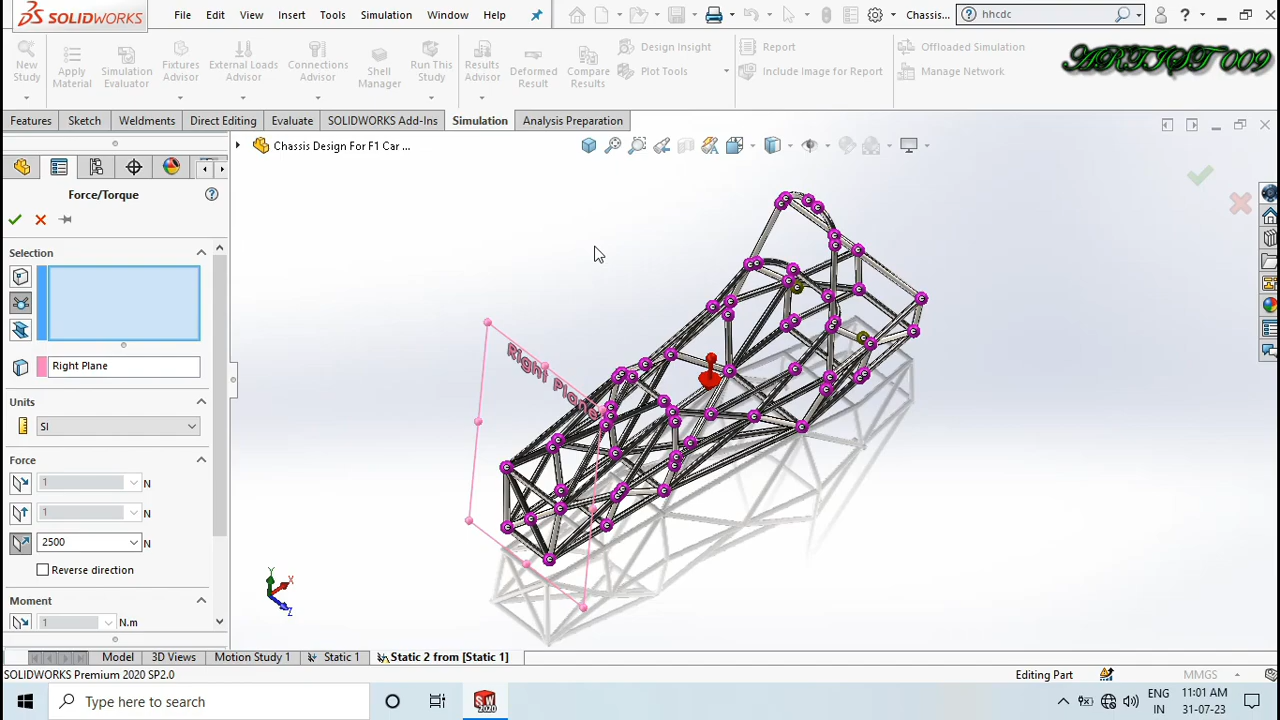 SOLIDWORKS File Edit View Insert Tools Simulation Window Help Chassis... hhcdc ?
New Study
Apply Material
Simulation Evaluator
Fixtures Advisor
External Loads Advisor
Connections Advisor
Shell Manager
Run This Study
Results Advisor
Deformed Result
Compare Results
Design Insight
Plot Tools
Report
Include Image for Report
Offloaded Simulation
Manage Network
ARTIST 009
Features Sketch Weldments Direct Editing Evaluate SOLIDWORKS Add-Ins Simulation Analysis Preparation
Chassis Design For F1 Car ...
Force/Torque
Selection
Right Plane
Units
SI
Force
1 N
1 N
2500 N
Reverse direction
Moment
1 N.m
Right Plane
Y
X
Z
Model 3D Views Motion Study 1 Static 1 Static 2 from [Static 1]
SOLIDWORKS Premium 2020 SP2.0 Editing Part MMGS
Type here to search
SW
2020
ENG
IN
11:01 AM
31-07-23